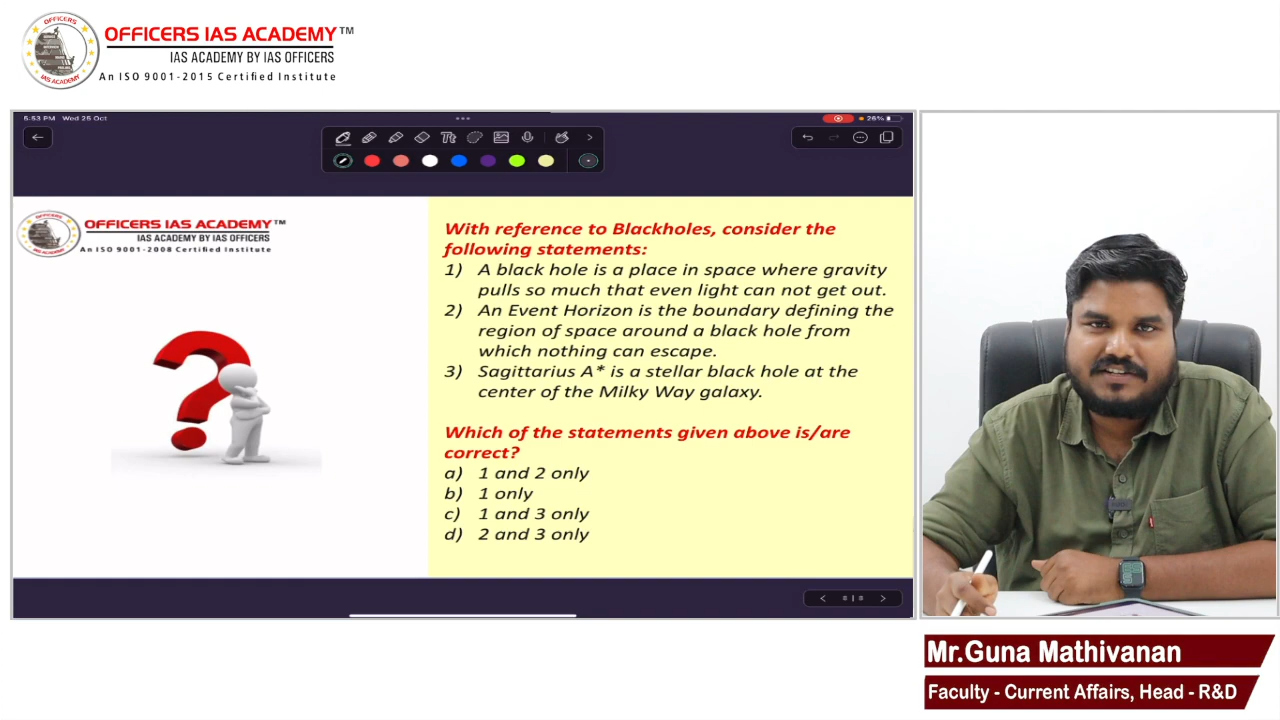 OFFICERS IAS ACADEMY™
IAS ACADEMY BY IAS OFFICERS
An ISO 9001-2015 Certified Institute
OFFICERS
IAS ACADEMY
5:53 PM Wed 25 Oct
26%
OFFICERS IAS ACADEMY™
IAS ACADEMY BY IAS OFFICERS
An ISO 9001-2008 Certified Institute
With reference to Blackholes, consider the
following statements:
1) A black hole is a place in space where gravity
pulls so much that even light can not get out.
2) An Event Horizon is the boundary defining the
region of space around a black hole from
which nothing can escape.
3) Sagittarius A* is a stellar black hole at the
center of the Milky Way galaxy.
Which of the statements given above is/are
correct?
a) 1 and 2 only
b) 1 only
c) 1 and 3 only
d) 2 and 3 only
Mr.Guna Mathivanan
Faculty - Current Affairs, Head - R&D